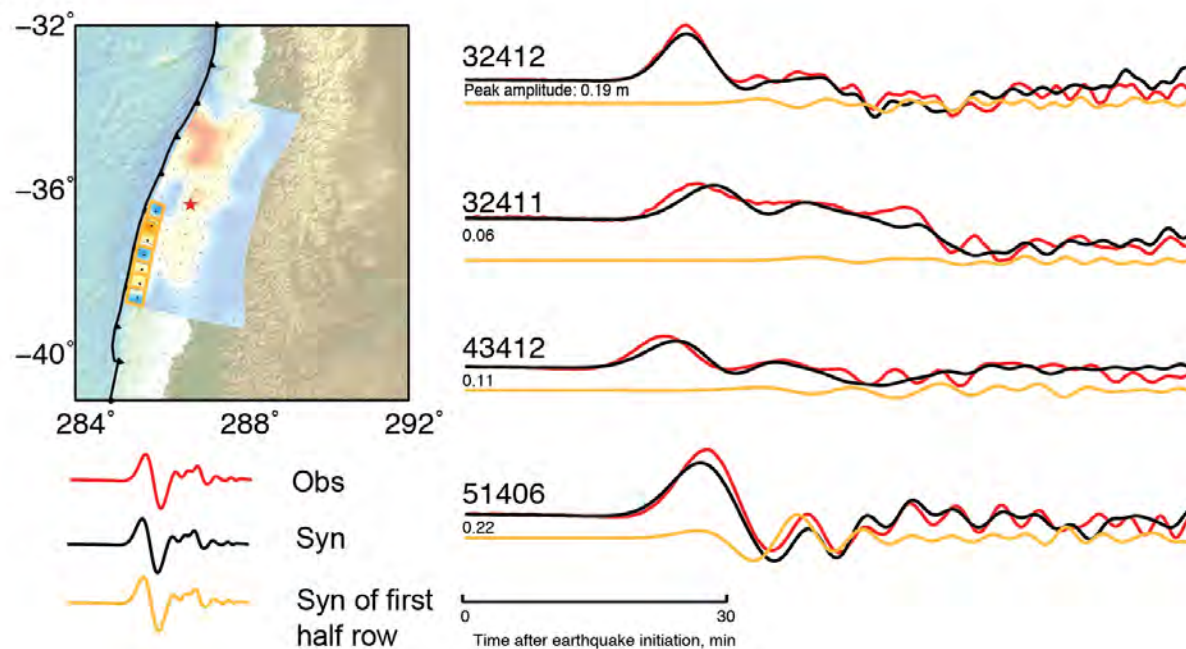 −32°
−36°
−40°
284°
288°
292°
Obs
Syn
Syn of first
half row
32412
Peak amplitude: 0.19 m
32411
0.06
43412
0.11
51406
0.22
0
30
Time after earthquake initiation, min